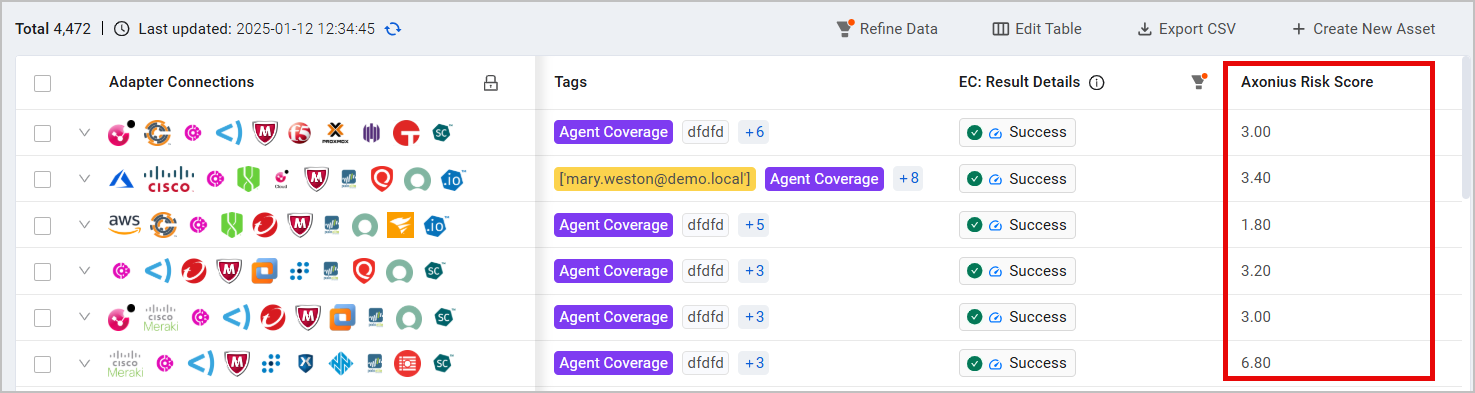 Total 4,472 Last updated: 2025-01-12 12:34:45 Refine Data Edit Table Export CSV + Create New Asset
Adapter Connections Tags EC: Result Details Axonius Risk Score
F5 PROXMOX SC Agent Coverage dfdfd +6 Success 3.00
CISCO Cloud .io ['mary.weston@demo.local'] Agent Coverage +8 Success 3.40
aws .io Agent Coverage dfdfd +5 Success 1.80
SC Agent Coverage dfdfd +3 Success 3.20
cisco Meraki SC Agent Coverage dfdfd +3 Success 3.00
cisco Meraki SC Agent Coverage dfdfd +3 Success 6.80